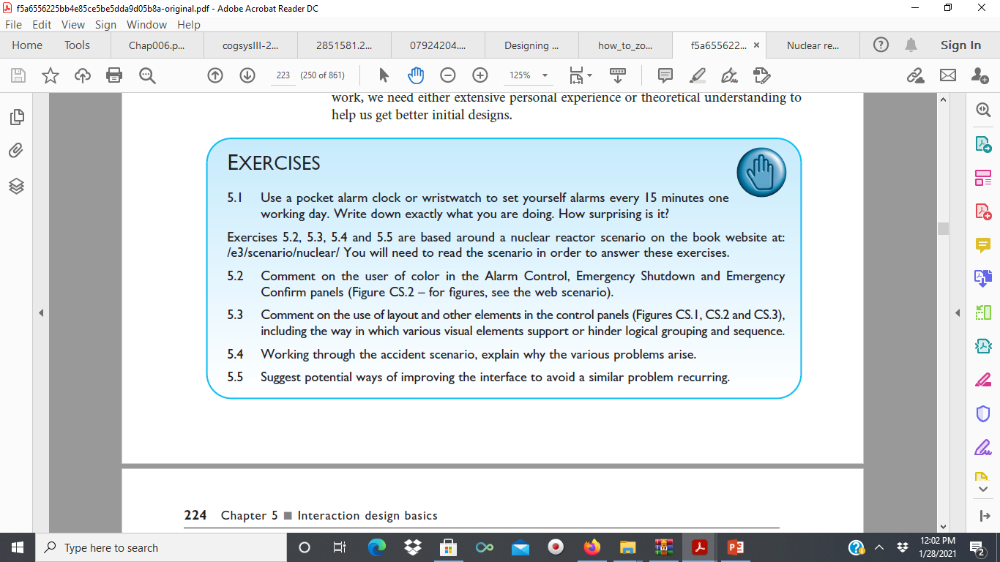 f5a6556225bb4e85ce5be5dda9d05b8a-original.pdf - Adobe Acrobat Reader DC
File Edit View Sign Window Help
Home Tools Chap006.p... cogsysIII-2... 2851581.2... 07924204.... Designing ... how_to_zo... f5a655622... Nuclear re... Sign In
223 (250 of 861) 125%
work, we need either extensive personal experience or theoretical understanding to
help us get better initial designs.
EXERCISES
5.1 Use a pocket alarm clock or wristwatch to set yourself alarms every 15 minutes one
working day. Write down exactly what you are doing. How surprising is it?
Exercises 5.2, 5.3, 5.4 and 5.5 are based around a nuclear reactor scenario on the book website at:
/e3/scenario/nuclear/ You will need to read the scenario in order to answer these exercises.
5.2 Comment on the user of color in the Alarm Control, Emergency Shutdown and Emergency
Confirm panels (Figure CS.2 – for figures, see the web scenario).
5.3 Comment on the use of layout and other elements in the control panels (Figures CS.1, CS.2 and CS.3),
including the way in which various visual elements support or hinder logical grouping and sequence.
5.4 Working through the accident scenario, explain why the various problems arise.
5.5 Suggest potential ways of improving the interface to avoid a similar problem recurring.
224 Chapter 5 ■ Interaction design basics
Type here to search
12:02 PM
1/28/2021
2